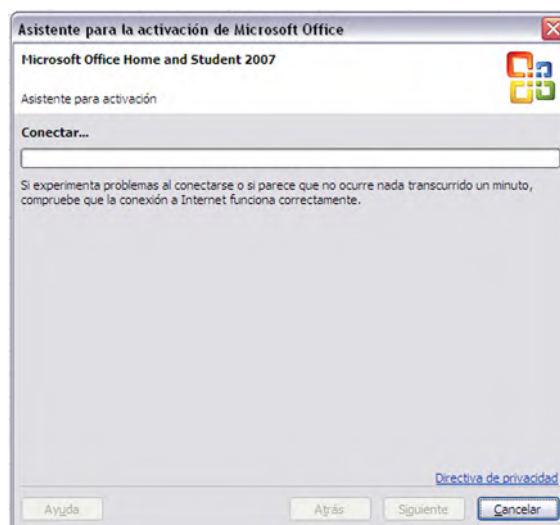 Asistente para la activación de Microsoft Office
Microsoft Office Home and Student 2007
Asistente para activación
Conectar...
Si experimenta problemas al conectarse o si parece que no ocurre nada transcurrido un minuto,
compruebe que la conexión a Internet funciona correctamente.
Directiva de privacidad
Ayuda Atrás Siguiente Cancelar